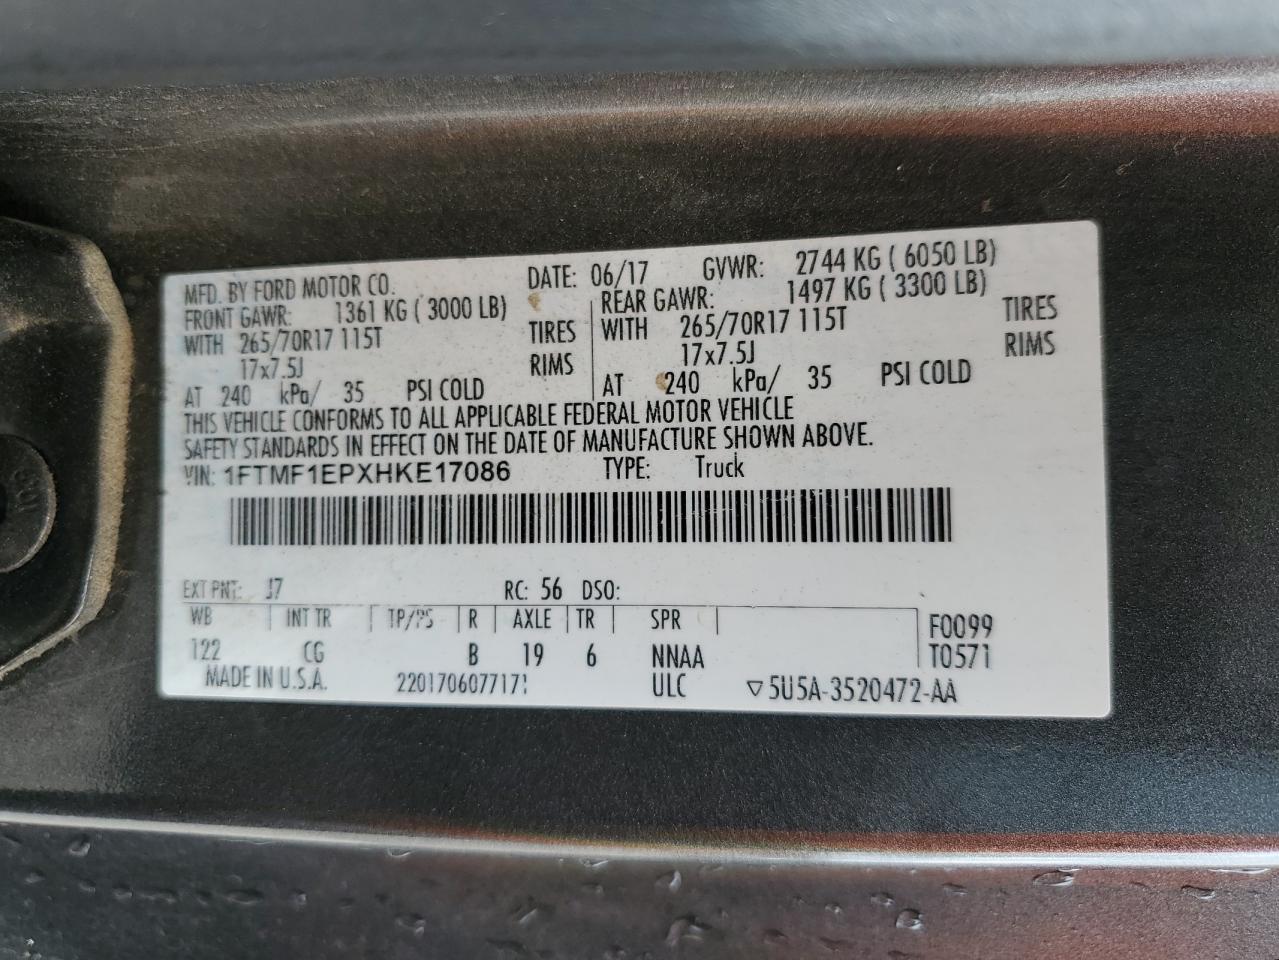 MFD. BY FORD MOTOR CO. DATE: 06/17 GVWR: 2744 KG ( 6050 LB)
FRONT GAWR: 1361 KG ( 3000 LB) REAR GAWR: 1497 KG ( 3300 LB)
WITH 265/70R17 115T TIRES WITH 265/70R17 115T TIRES
17x7.5J RIMS 17x7.5J RIMS
AT 240 kPa/ 35 PSI COLD AT 240 kPa/ 35 PSI COLD
THIS VEHICLE CONFORMS TO ALL APPLICABLE FEDERAL MOTOR VEHICLE
SAFETY STANDARDS IN EFFECT ON THE DATE OF MANUFACTURE SHOWN ABOVE.
VIN: 1FTMF1EPXHKE17086 TYPE: Truck
EXT PNT: J7 RC: 56 DSO:
WB INT TR TP/PS R AXLE TR SPR F0099
122 CG B 19 6 NNAA T0571
MADE IN U.S.A. ULC ▽5U5A-3520472-AA